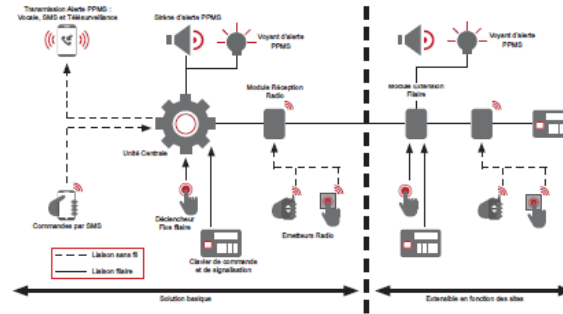 Transmission Alerte PPMS :
Vocale, SMS et Télésurveillance
Sirène d'alerte PPMS
Voyant d'alerte
PPMS
Voyant d'alerte
PPMS
Module Réception
Radio
Module Extension
Filaire
Unité Centrale
Commandes par SMS
Déclencheur
Fixe filaire
Emetteurs Radio
Clavier de commande
et de signalisation
Liaison sans fil
Liaison filaire
Solution basique
Extensible en fonction des sites